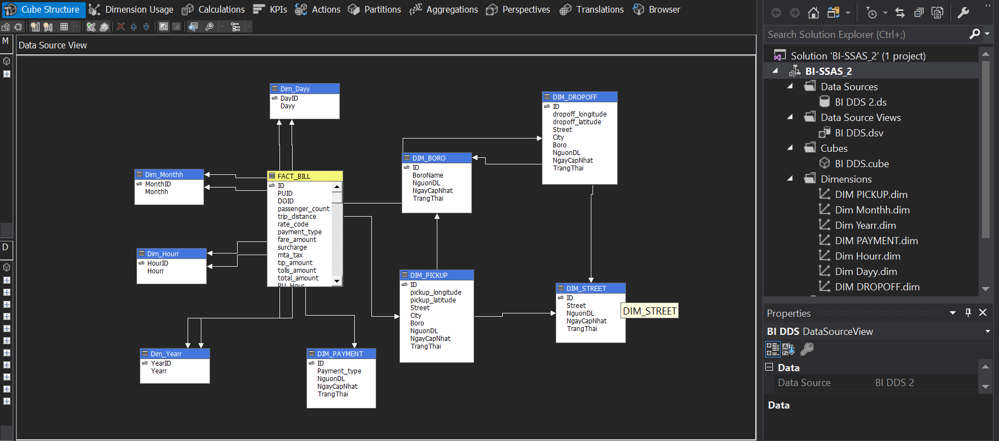 Cube Structure
Dimension Usage
Calculations
KPIs
Actions
Partitions
Aggregations
Perspectives
Translations
Browser
M
D
Data Source View
Dim_Dayy
DayID
Dayy
Dim_Monthh
MonthID
Monthh
Dim_Hourr
HourID
Hourr
Dim_Yearr
YearID
Yearr
FACT_BILL
ID
PUID
DOID
passenger_count
trip_distance
rate_code
payment_type
fare_amount
surcharge
mta_tax
tip_amount
tolls_amount
total_amount
PU_Hour
DIM_PAYMENT
ID
Payment_type
NguonDL
NgayCapNhat
TrangThai
DIM_BORO
ID
BoroName
NguonDL
NgayCapNhat
TrangThai
DIM_PICKUP
ID
pickup_longitude
pickup_latitude
Street
City
Boro
NguonDL
NgayCapNhat
TrangThai
DIM_DROPOFF
ID
dropoff_longitude
dropoff_latitude
Street
City
Boro
NguonDL
NgayCapNhat
TrangThai
DIM_STREET
ID
Street
NguonDL
NgayCapNhat
TrangThai
DIM_STREET
Search Solution Explorer (Ctrl+;)
Solution 'BI-SSAS_2' (1 project)
BI-SSAS_2
Data Sources
BI DDS 2.ds
Data Source Views
BI DDS.dsv
Cubes
BI DDS.cube
Dimensions
DIM PICKUP.dim
Dim Monthh.dim
Dim Yearr.dim
DIM PAYMENT.dim
Dim Hourr.dim
Dim Dayy.dim
DIM DROPOFF.dim
Properties
BI DDS DataSourceView
Data
Data Source BI DDS 2
Data